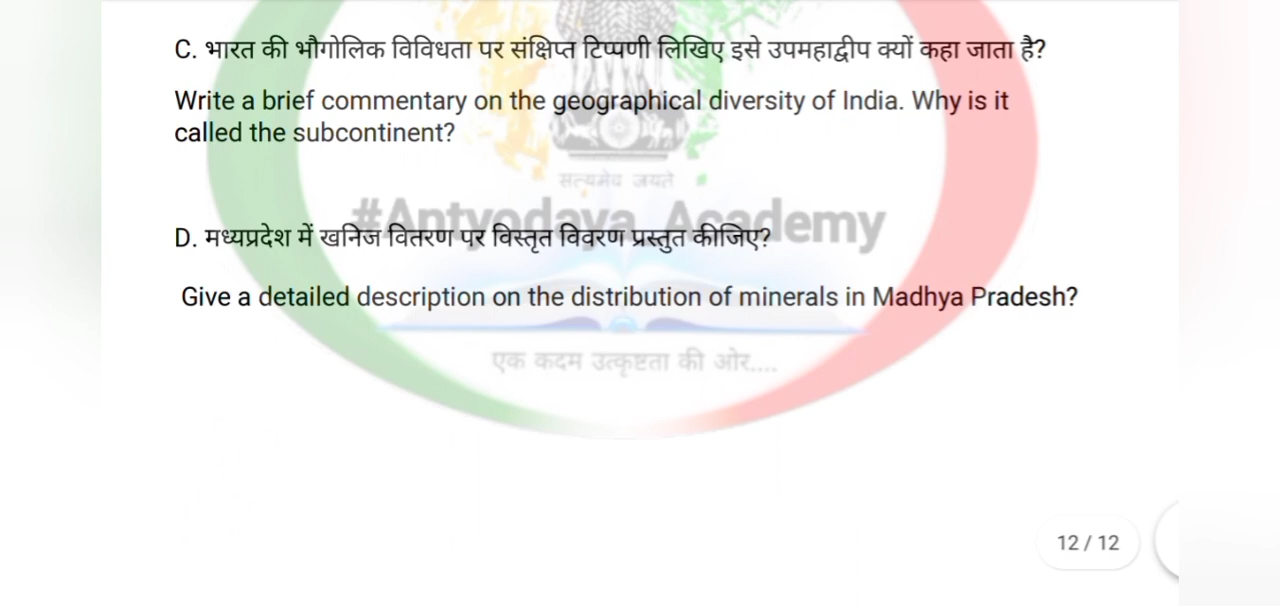 C. भारत की भौगोलिक विविधता पर संक्षिप्त टिप्पणी लिखिए इसे उपमहाद्वीप क्यों कहा जाता है?
Write a brief commentary on the geographical diversity of India. Why is it
called the subcontinent?
सत्यमेव जयते
#Antyodaya Academy
D. मध्यप्रदेश में खनिज वितरण पर विस्तृत विवरण प्रस्तुत कीजिए?
Give a detailed description on the distribution of minerals in Madhya Pradesh?
एक कदम उत्कृष्टता की ओर....
12 / 12